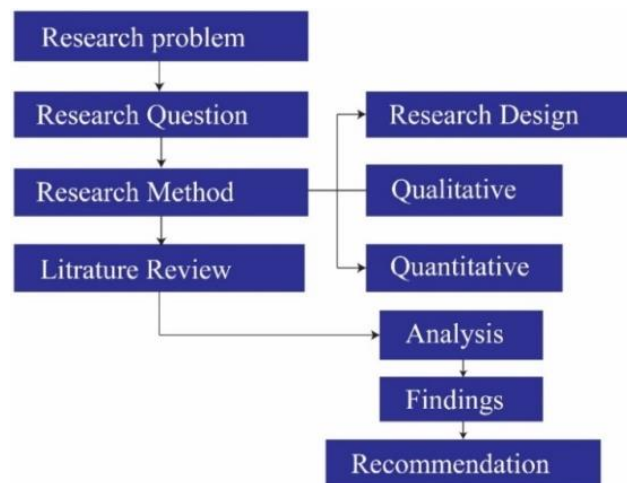 Research problem
Research Question
Research Method
Litrature Review
Research Design
Qualitative
Quantitative
Analysis
Findings
Recommendation